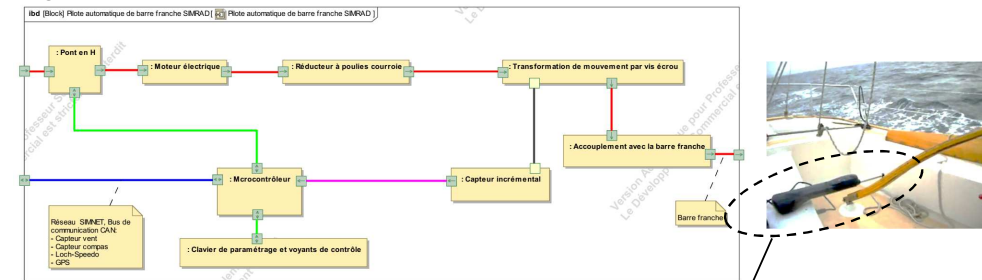 ibd [Block] Pilote automatique de barre franche SIMRAD[ Pilote automatique de barre franche SIMRAD ]
: Pont en H
: Moteur électrique
: Réducteur à poulies courroie
: Transformation de mouvement par vis écrou
: Accouplement avec la barre franche
: Mcrocontrôleur
: Capteur incrémental
Barre franche
Réseau SIMNET, Bus de
communication CAN:
- Capteur vent
- Capteur compas
- Loch-Speedo
- GPS
: Clavier de paramétrage et voyants de contrôle